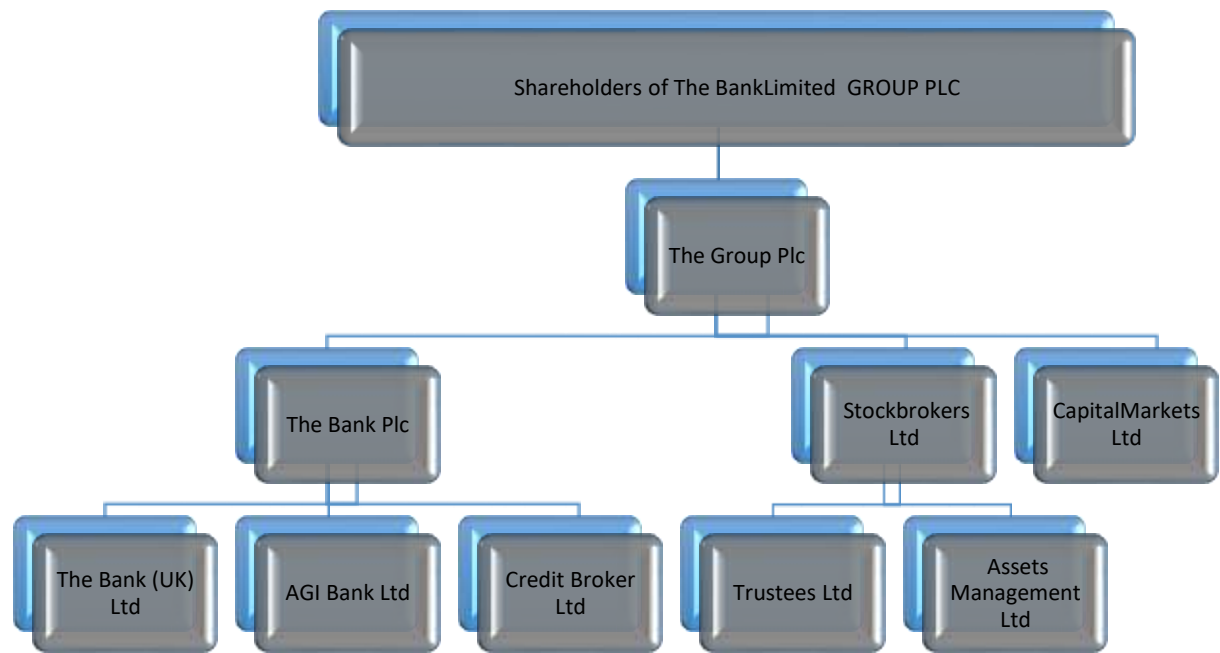 Shareholders of The BankLimited GROUP PLC
The Group Plc
The Bank Plc
Stockbrokers
Ltd
CapitalMarkets
Ltd
The Bank (UK)
Ltd
AGI Bank Ltd
Credit Broker
Ltd
Trustees Ltd
Assets
Management
Ltd